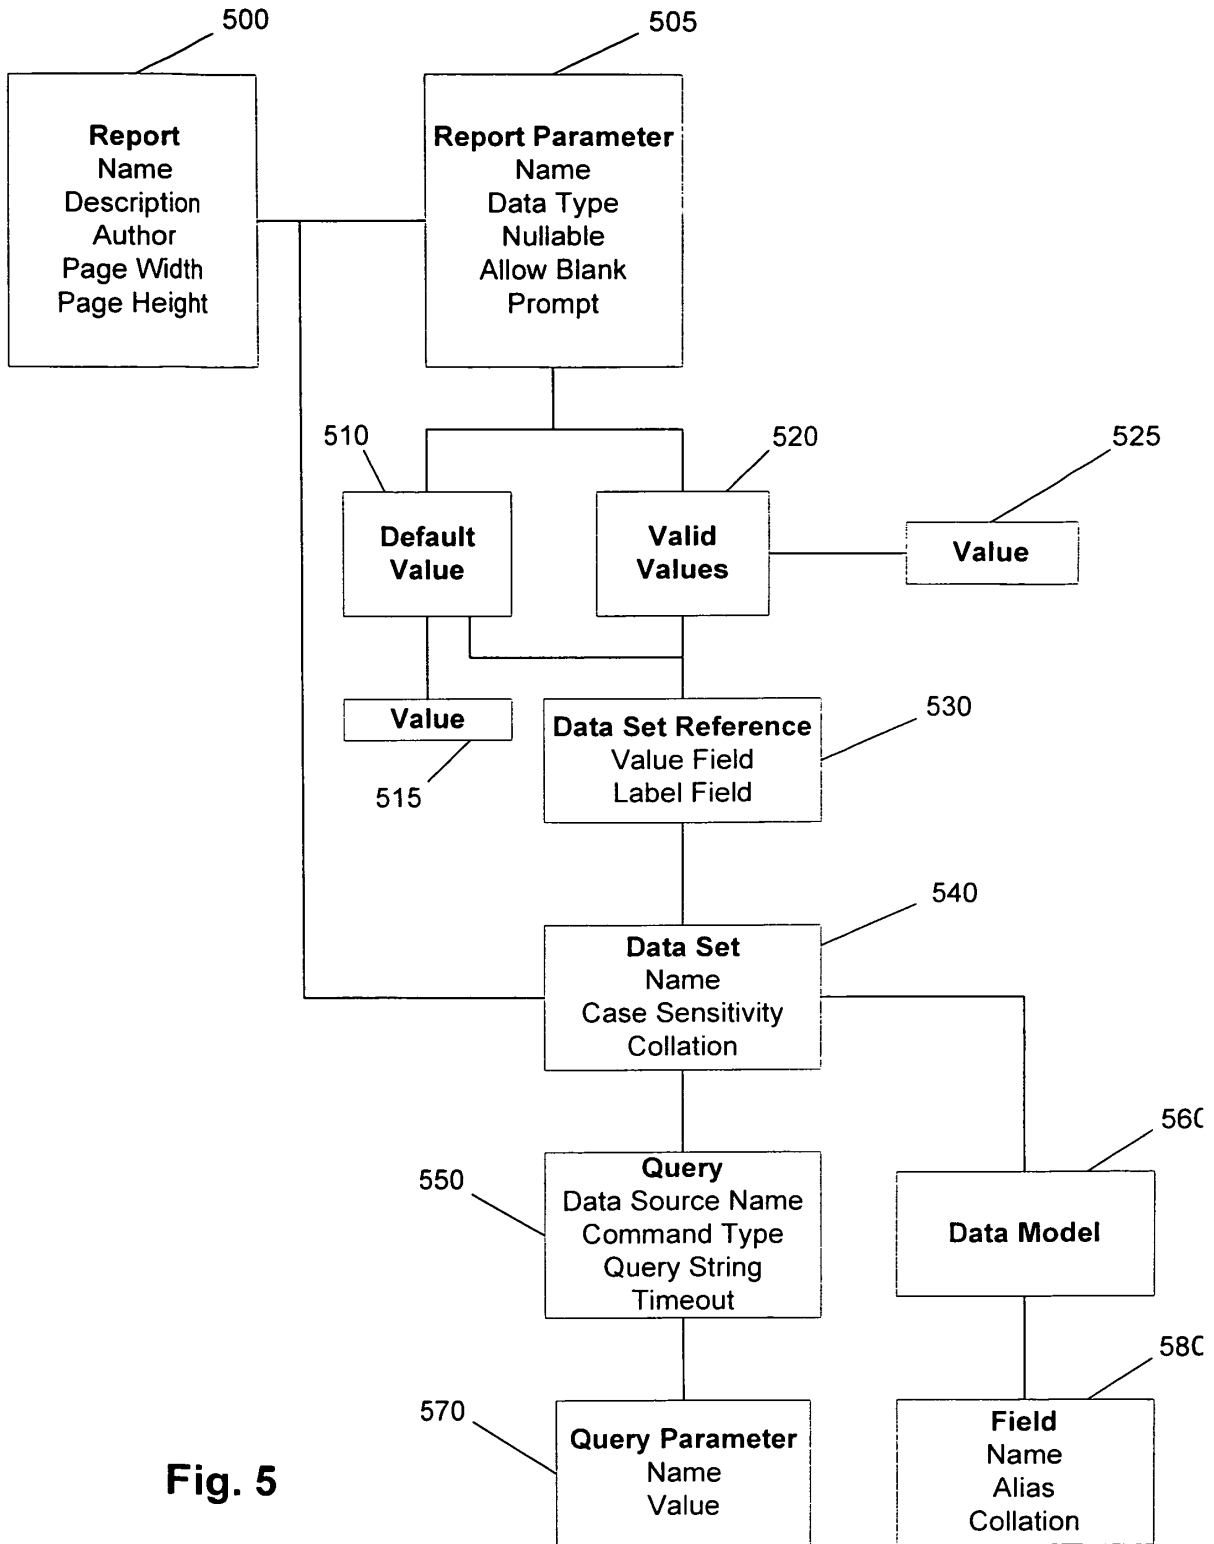 500
505
Report
Name
Description
Author
Page Width
Page Height
Report Parameter
Name
Data Type
Nullable
Allow Blank
Prompt
510
520
525
Default
Value
Valid
Values
Value
Value
515
Data Set Reference
Value Field
Label Field
530
540
Data Set
Name
Case Sensitivity
Collation
550
Query
Data Source Name
Command Type
Query String
Timeout
560
Data Model
570
Query Parameter
Name
Value
580
Field
Name
Alias
Collation
Fig. 5